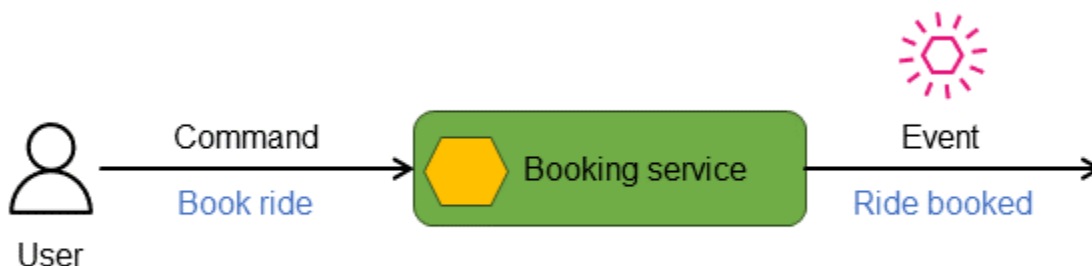 Command
Book ride
User
Booking service
Event
Ride booked